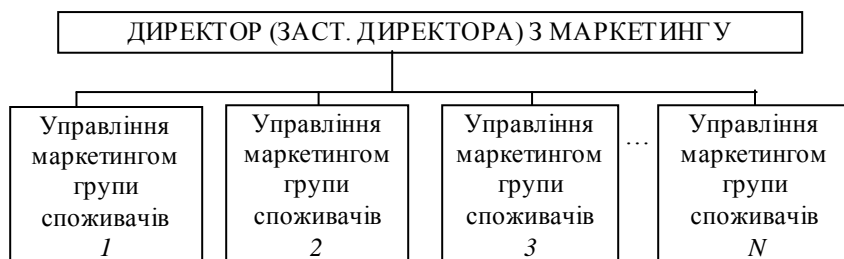 ДИРЕКТОР (ЗАСТ. ДИРЕКТОРА) З МАРКЕТИНГУ
Управління
маркетингом
групи
споживачів
1
Управління
маркетингом
групи
споживачів
2
Управління
маркетингом
групи
споживачів
3
...
Управління
маркетингом
групи
споживачів
N